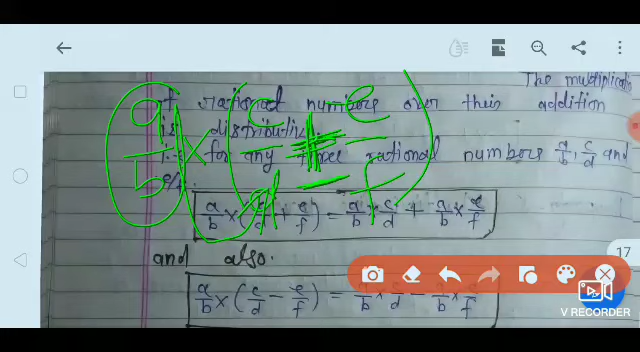 The multiplicatio
of rational numbers over their addition
is distributive.
for any three rational numbers a/b, c/d and
e/f.
a/b × (c/d + e/f) = a/b × c/d + a/b × e/f
and also.
a/b × (c/d - e/f) = a/b × c/d - a/b × e/f
a/b × (c/d + e/f)
17
V RECORDER